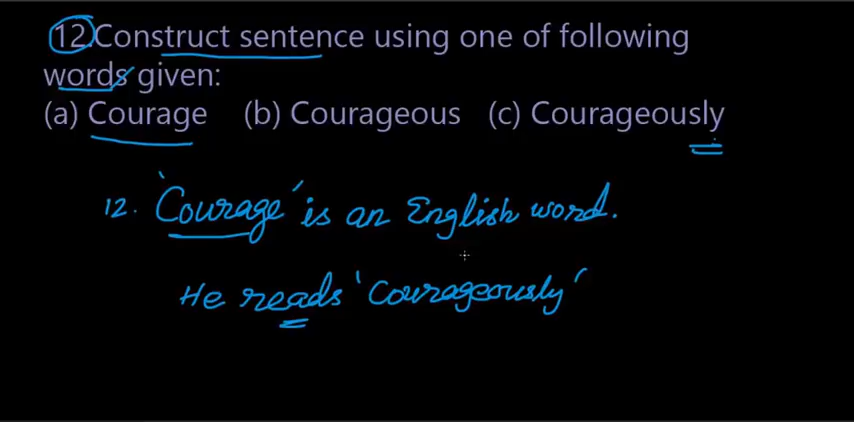 12.Construct sentence using one of following
words given:
(a) Courage (b) Courageous (c) Courageously
12. 'Courage' is an English word.
He reads 'Courageously'